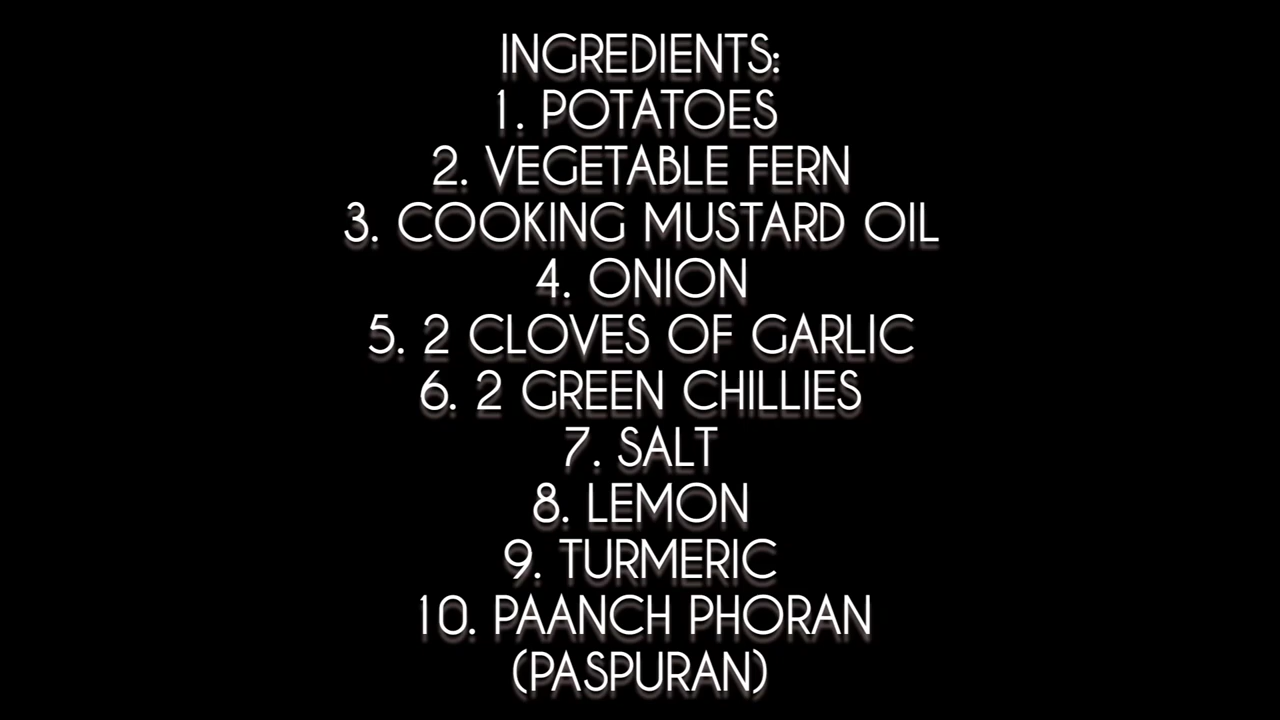 INGREDIENTS:
1. POTATOES
2. VEGETABLE FERN
3. COOKING MUSTARD OIL
4. ONION
5. 2 CLOVES OF GARLIC
6. 2 GREEN CHILLIES
7. SALT
8. LEMON
9. TURMERIC
10. PAANCH PHORAN
(PASPURAN)